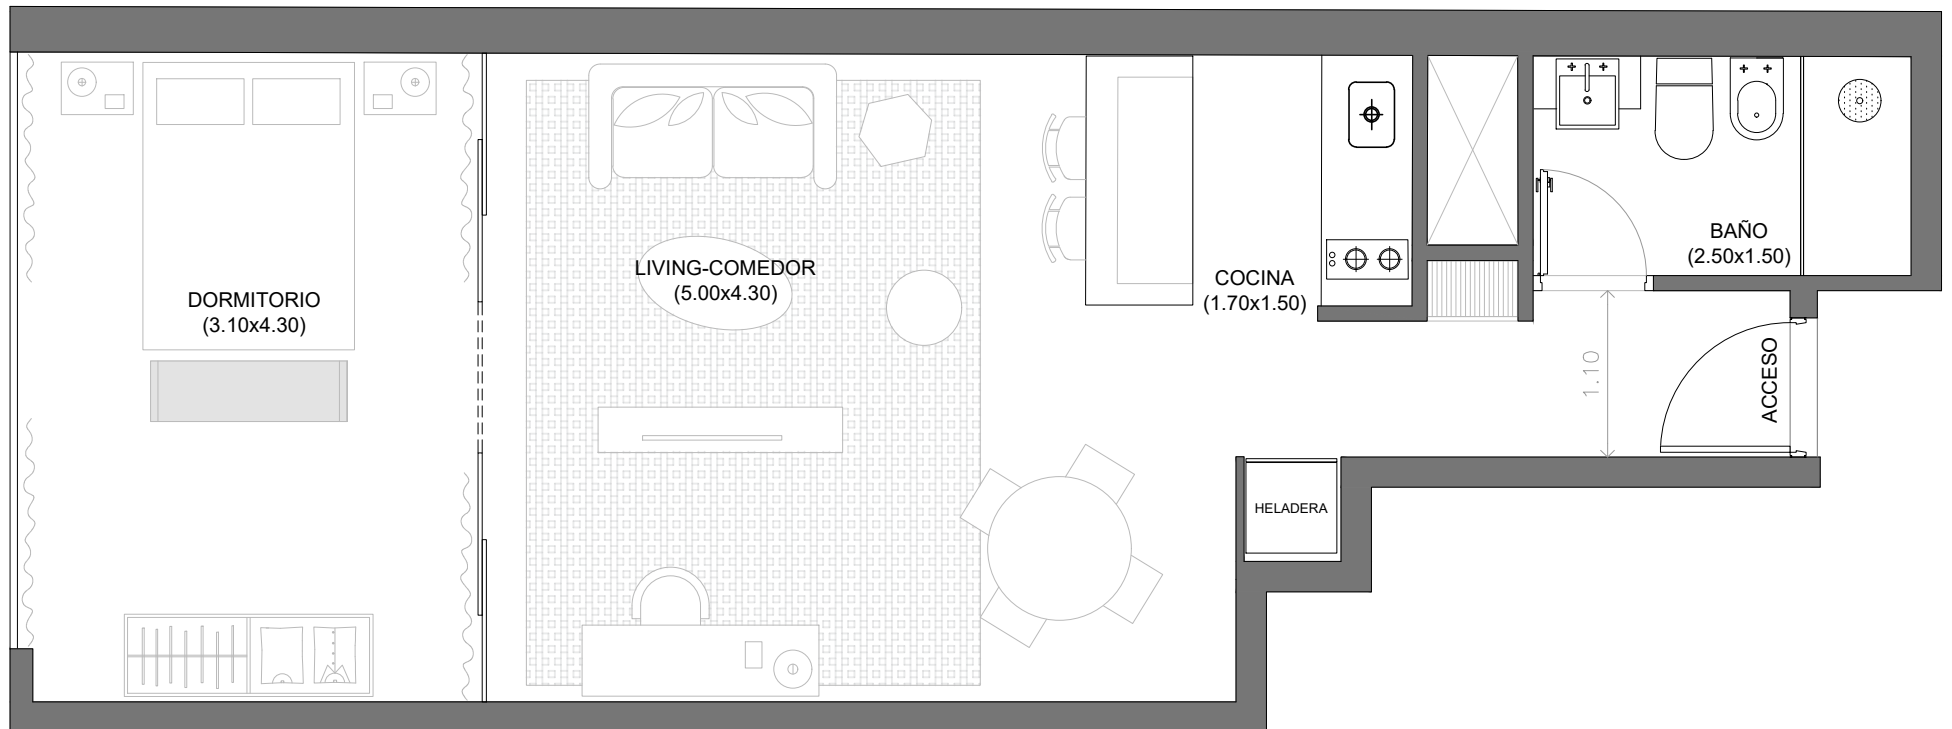 DORMITORIO
(3.10x4.30)
LIVING-COMEDOR
(5.00x4.30)
COCINA
(1.70x1.50)
BAÑO
(2.50x1.50)
1.10
ACCESO
HELADERA